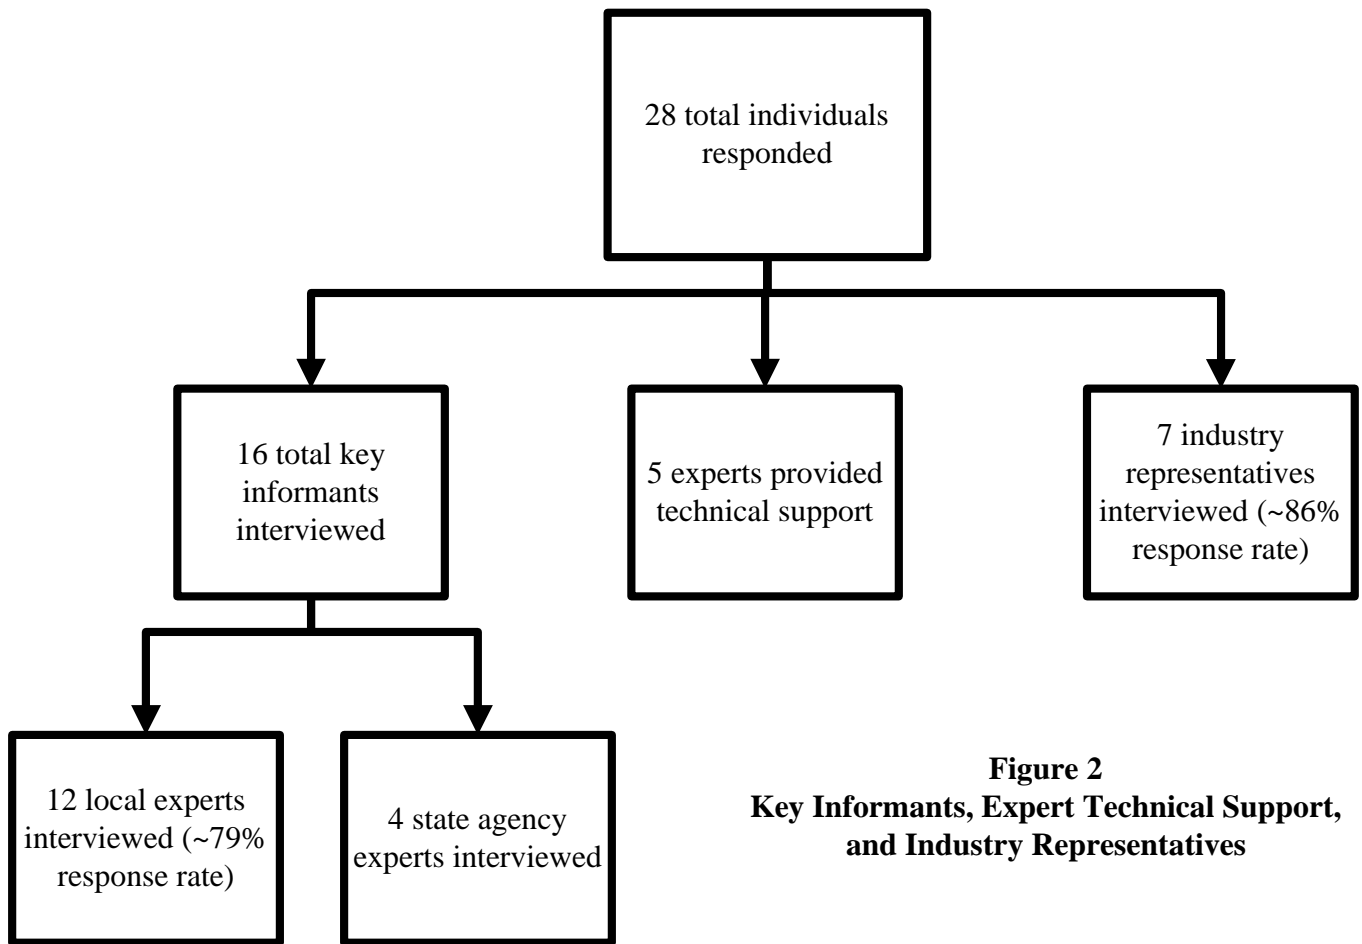 28 total individuals
responded
16 total key
informants
interviewed
5 experts provided
technical support
7 industry
representatives
interviewed (~86%
response rate)
12 local experts
interviewed (~79%
response rate)
4 state agency
experts interviewed
Figure 2
Key Informants, Expert Technical Support,
and Industry Representatives